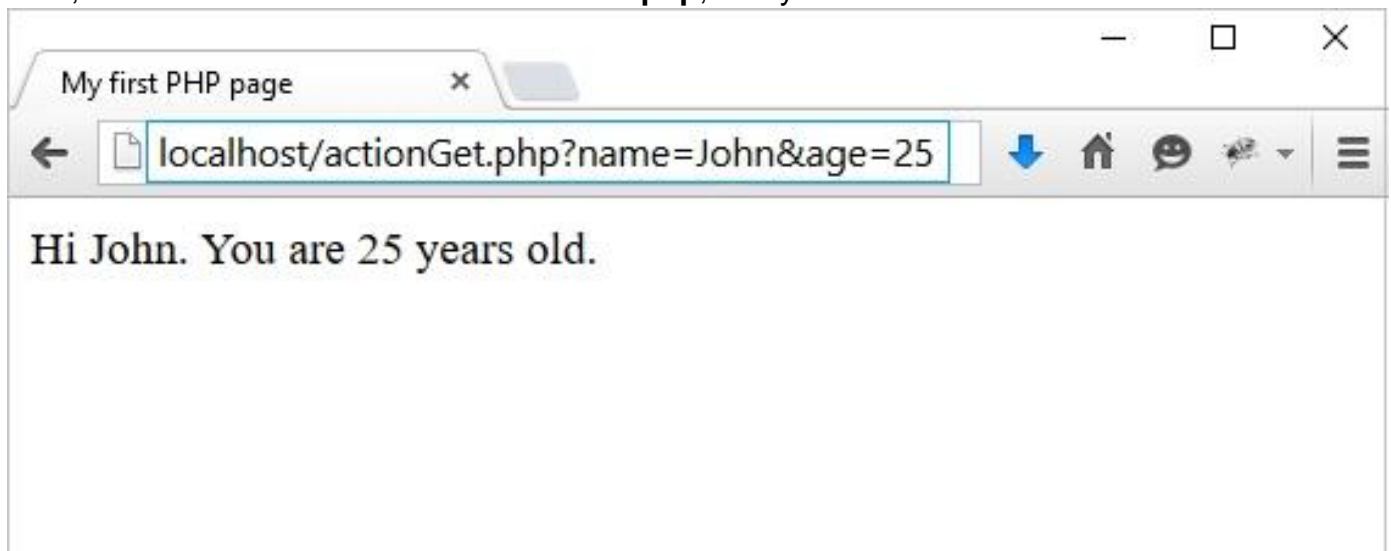 My first PHP page
localhost/actionGet.php?name=John&age=25
Hi John. You are 25 years old.